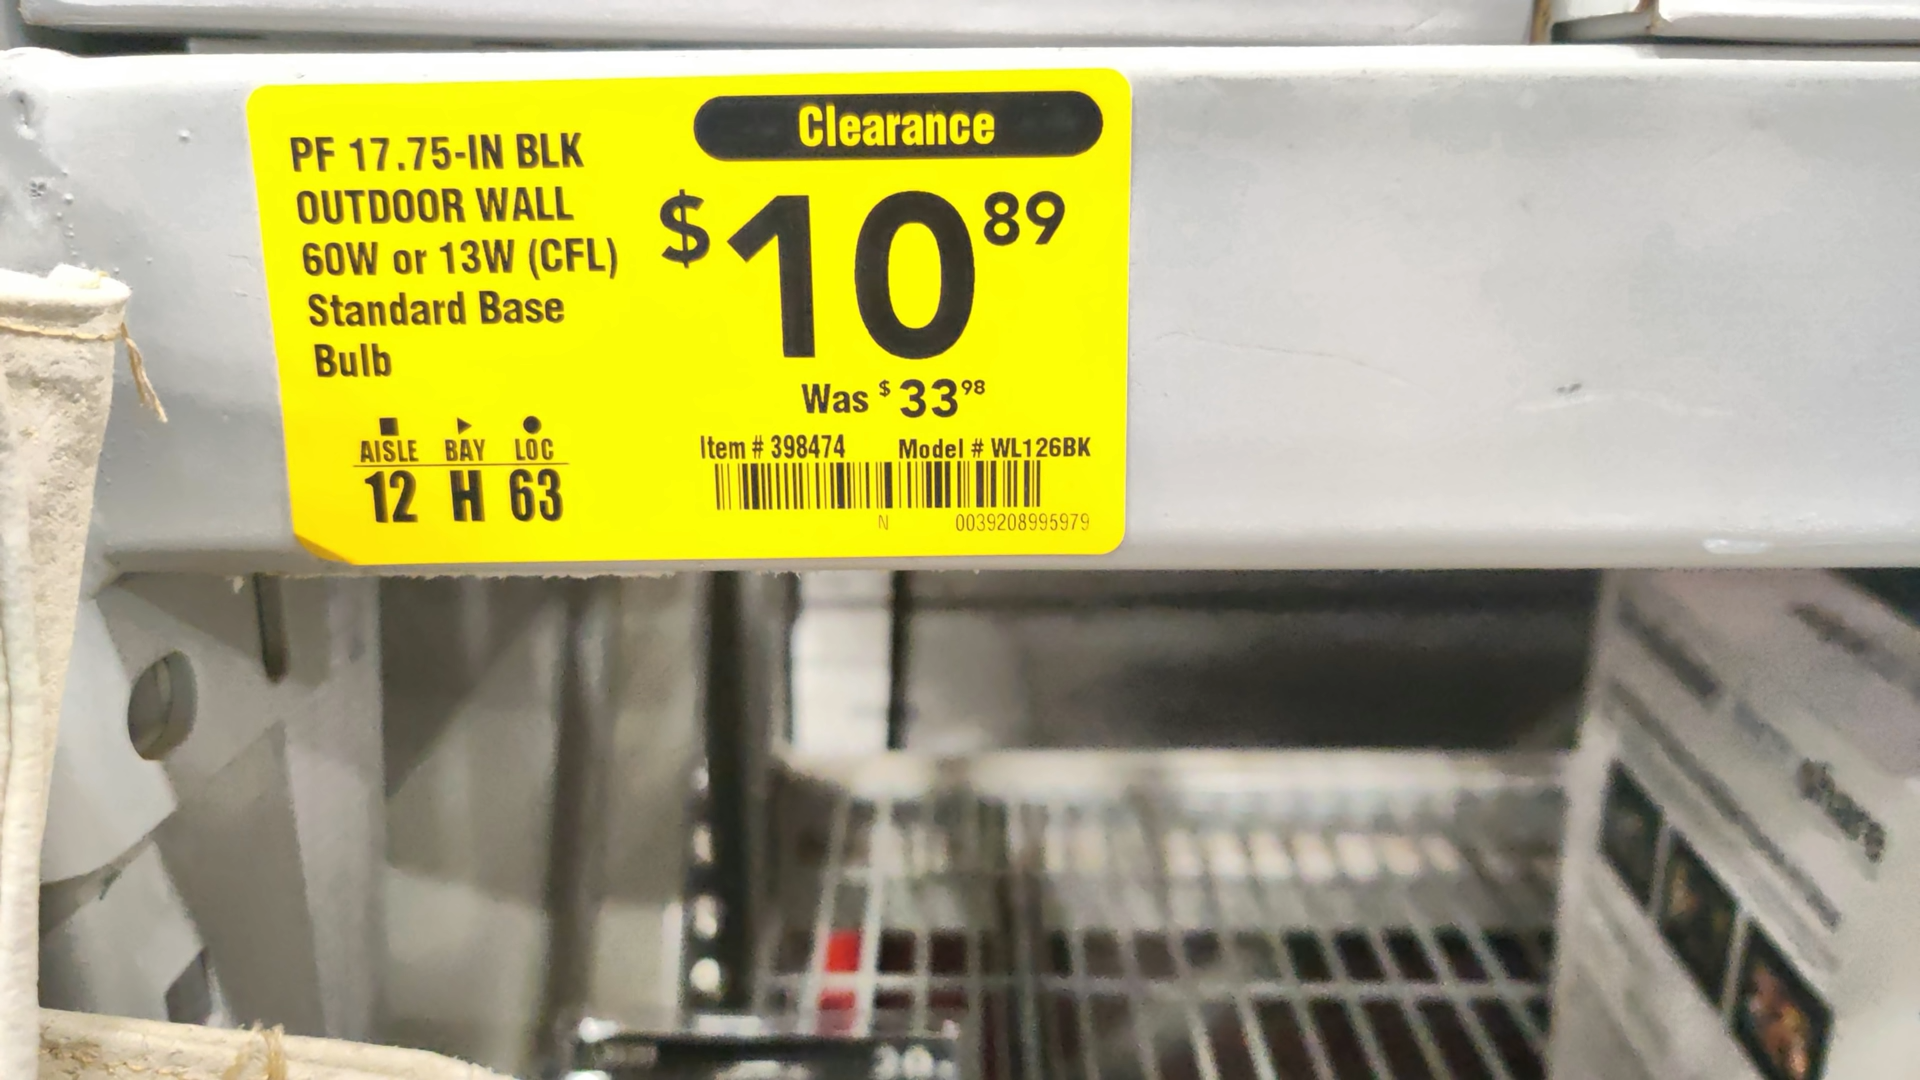 PF 17.75-IN BLK
OUTDOOR WALL
60W or 13W (CFL)
Standard Base
Bulb
AISLE BAY LOC
12 H 63
Clearance
$10 89
Was $33 98
Item # 398474 Model # WL126BK
N 0039208995979